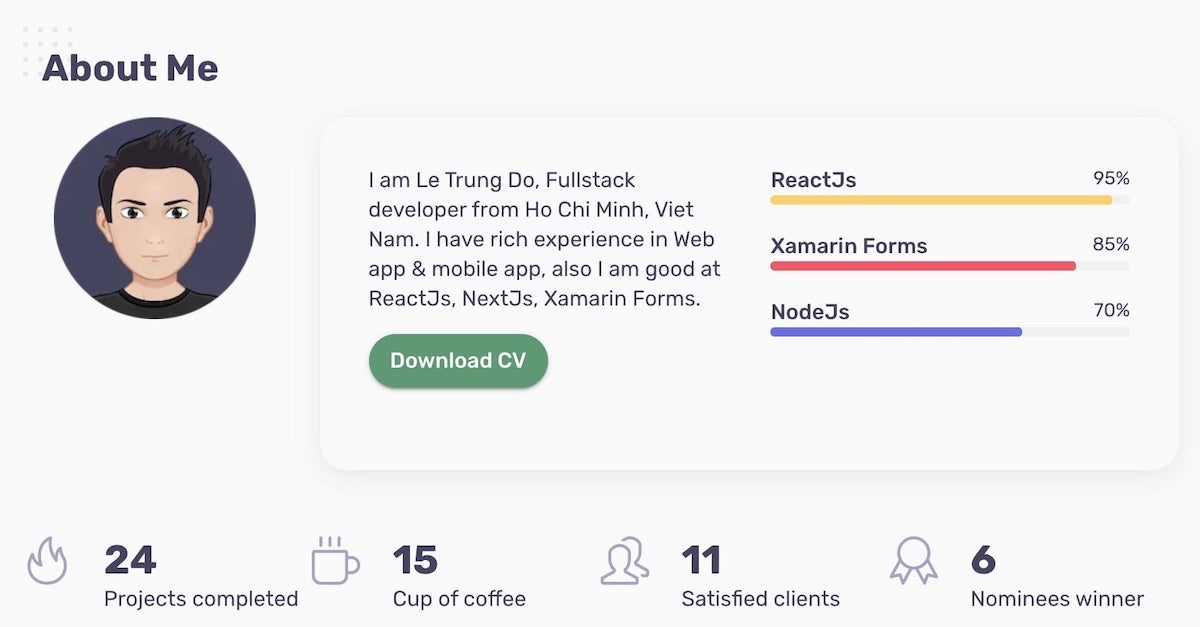 About Me
I am Le Trung Do, Fullstack
developer from Ho Chi Minh, Viet
Nam. I have rich experience in Web
app & mobile app, also I am good at
ReactJs, NextJs, Xamarin Forms.
Download CV
ReactJs 95%
Xamarin Forms 85%
NodeJs 70%
24
Projects completed
15
Cup of coffee
11
Satisfied clients
6
Nominees winner